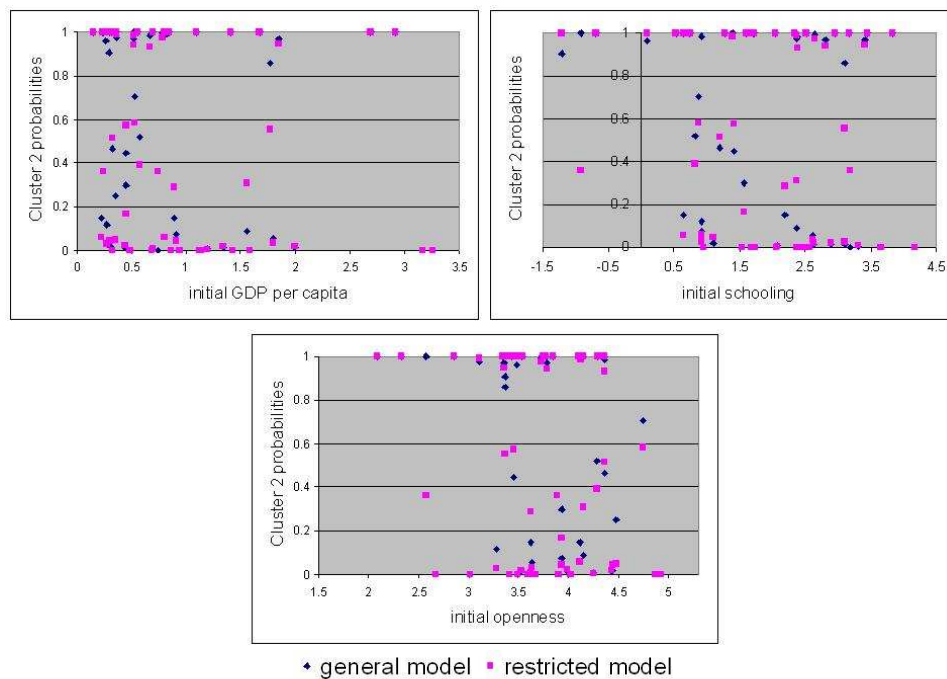 Cluster 2 probabilities
1
0.8
0.6
0.4
0.2
0
0 0.5 1 1.5 2 2.5 3 3.5
initial GDP per capita
Cluster 2 probabilities
1
0.8
0.6
0.4
0.2
0
-1.5 -0.5 0.5 1.5 2.5 3.5 4.5
initial schooling
Cluster 2 probabilities
1
0.8
0.6
0.4
0.2
0
1.5 2 2.5 3 3.5 4 4.5 5
initial openness
general model restricted model